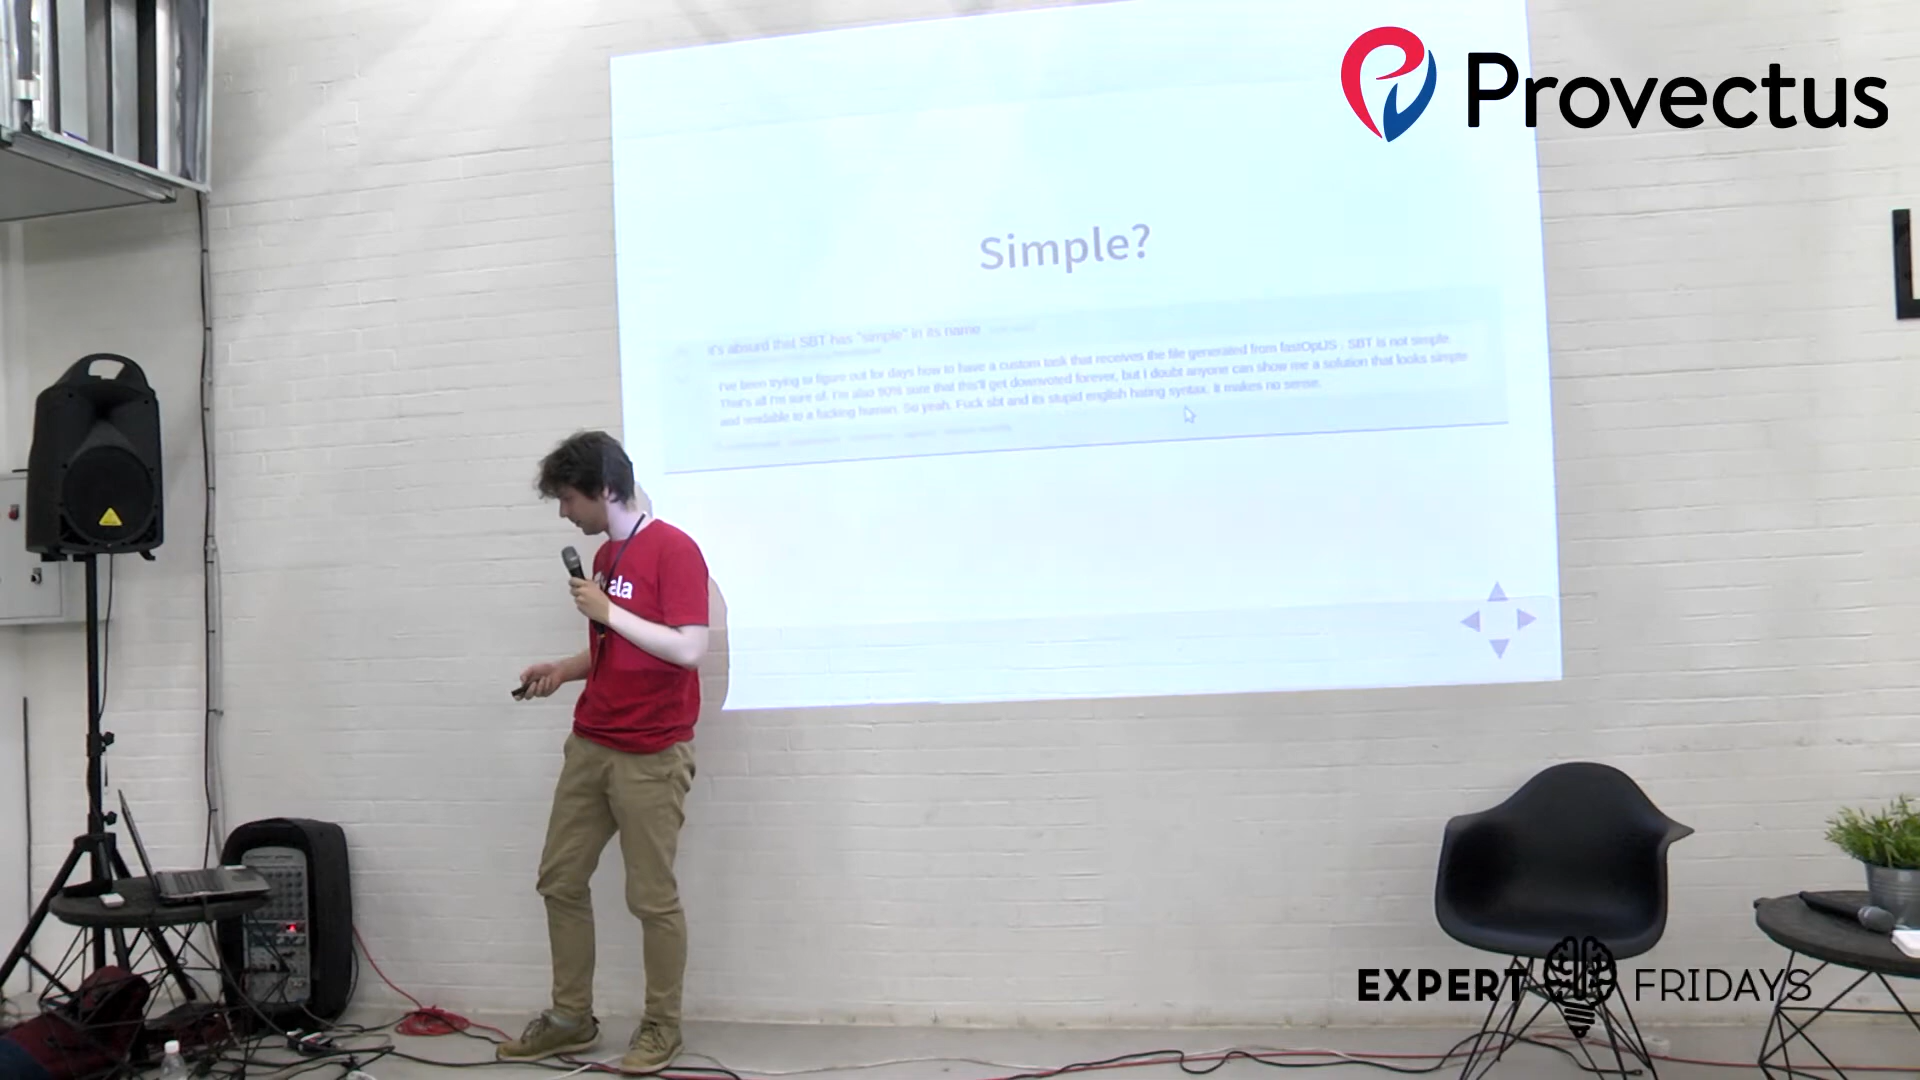 Provectus
Simple?
it's absurd that SBT has "simple" in its name
I've been trying to figure out for days how to have a custom task that receives the file generated from fastOptJS . SBT is not simple.
That's all I'm sure of. I'm also 90% sure that this'll get downvoted forever, but I doubt anyone can show me a solution that looks simple
and readable to a fucking human. So yeah. Fuck sbt and its stupid english hating syntax. It makes no sense.
ala
L
EXPERT FRIDAYS